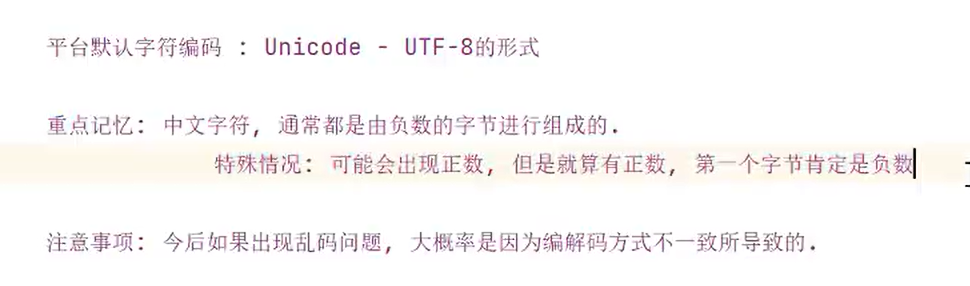 平台默认字符编码 : Unicode - UTF-8的形式
重点记忆: 中文字符, 通常都是由负数的字节进行组成的.
特殊情况: 可能会出现正数, 但是就算有正数, 第一个字节肯定是负数
注意事项: 今后如果出现乱码问题, 大概率是因为编解码方式不一致所导致的.